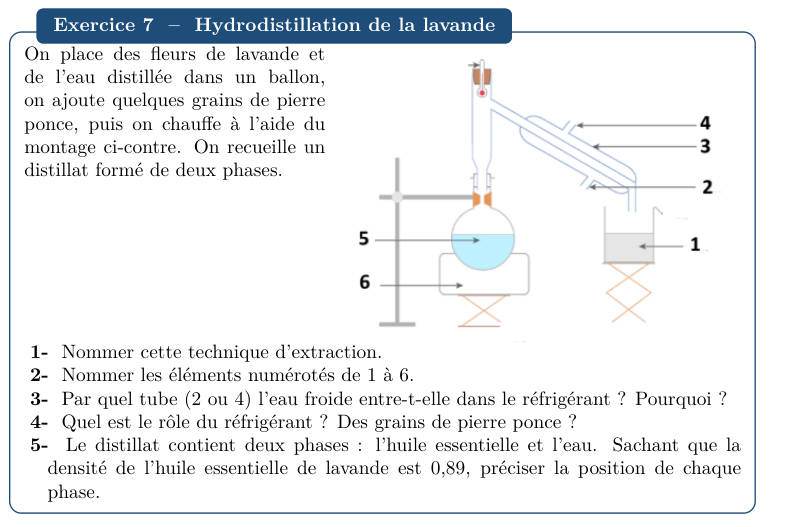 Exercice 7 – Hydrodistillation de la lavande
On place des fleurs de lavande et
de l'eau distillée dans un ballon,
on ajoute quelques grains de pierre
ponce, puis on chauffe à l'aide du
montage ci-contre. On recueille un
distillat formé de deux phases.
4
3
2
1
5
6
1- Nommer cette technique d'extraction.
2- Nommer les éléments numérotés de 1 à 6.
3- Par quel tube (2 ou 4) l'eau froide entre-t-elle dans le réfrigérant ? Pourquoi ?
4- Quel est le rôle du réfrigérant ? Des grains de pierre ponce ?
5- Le distillat contient deux phases : l'huile essentielle et l'eau. Sachant que la
densité de l'huile essentielle de lavande est 0,89, préciser la position de chaque
phase.